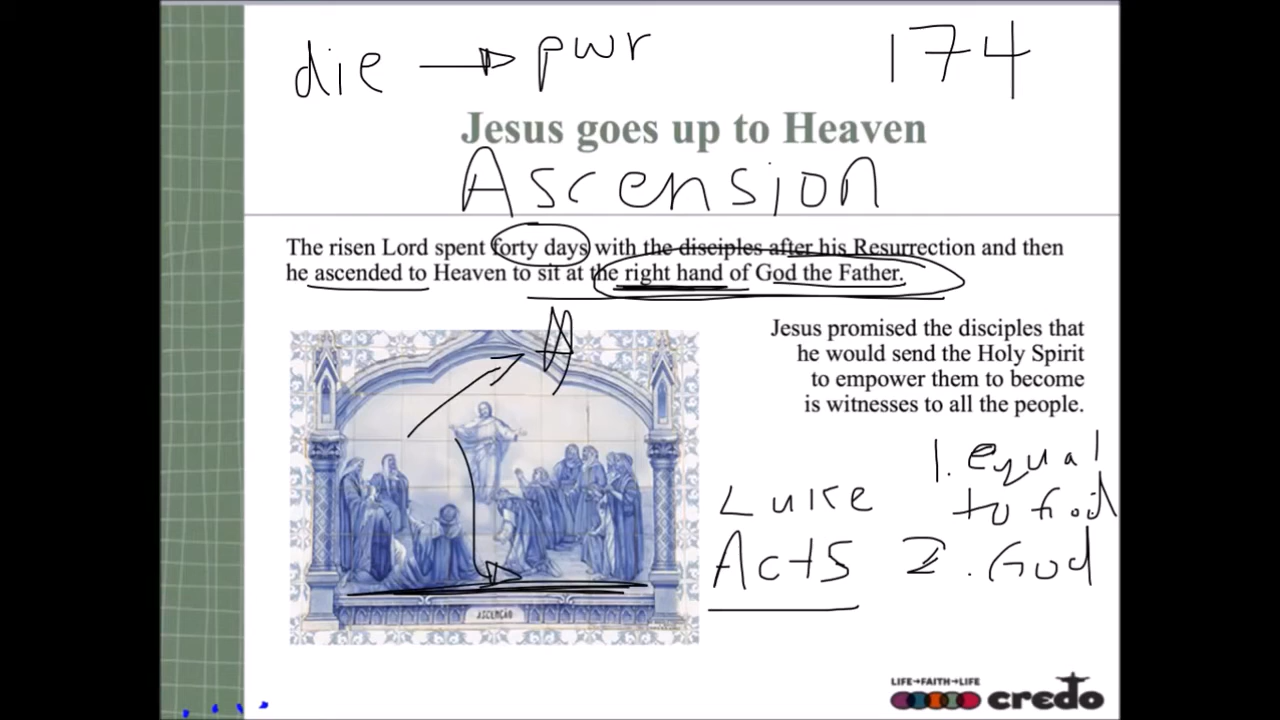 die → pwr 174
Jesus goes up to Heaven
Ascension
The risen Lord spent forty days with the disciples after his Resurrection and then
he ascended to Heaven to sit at the right hand of God the Father.
Jesus promised the disciples that
he would send the Holy Spirit
to empower them to become
is witnesses to all the people.
1. equal
to God
Luke
Acts
2. God
ASCENÇÃO
LIFE→FAITH→LIFE
credo